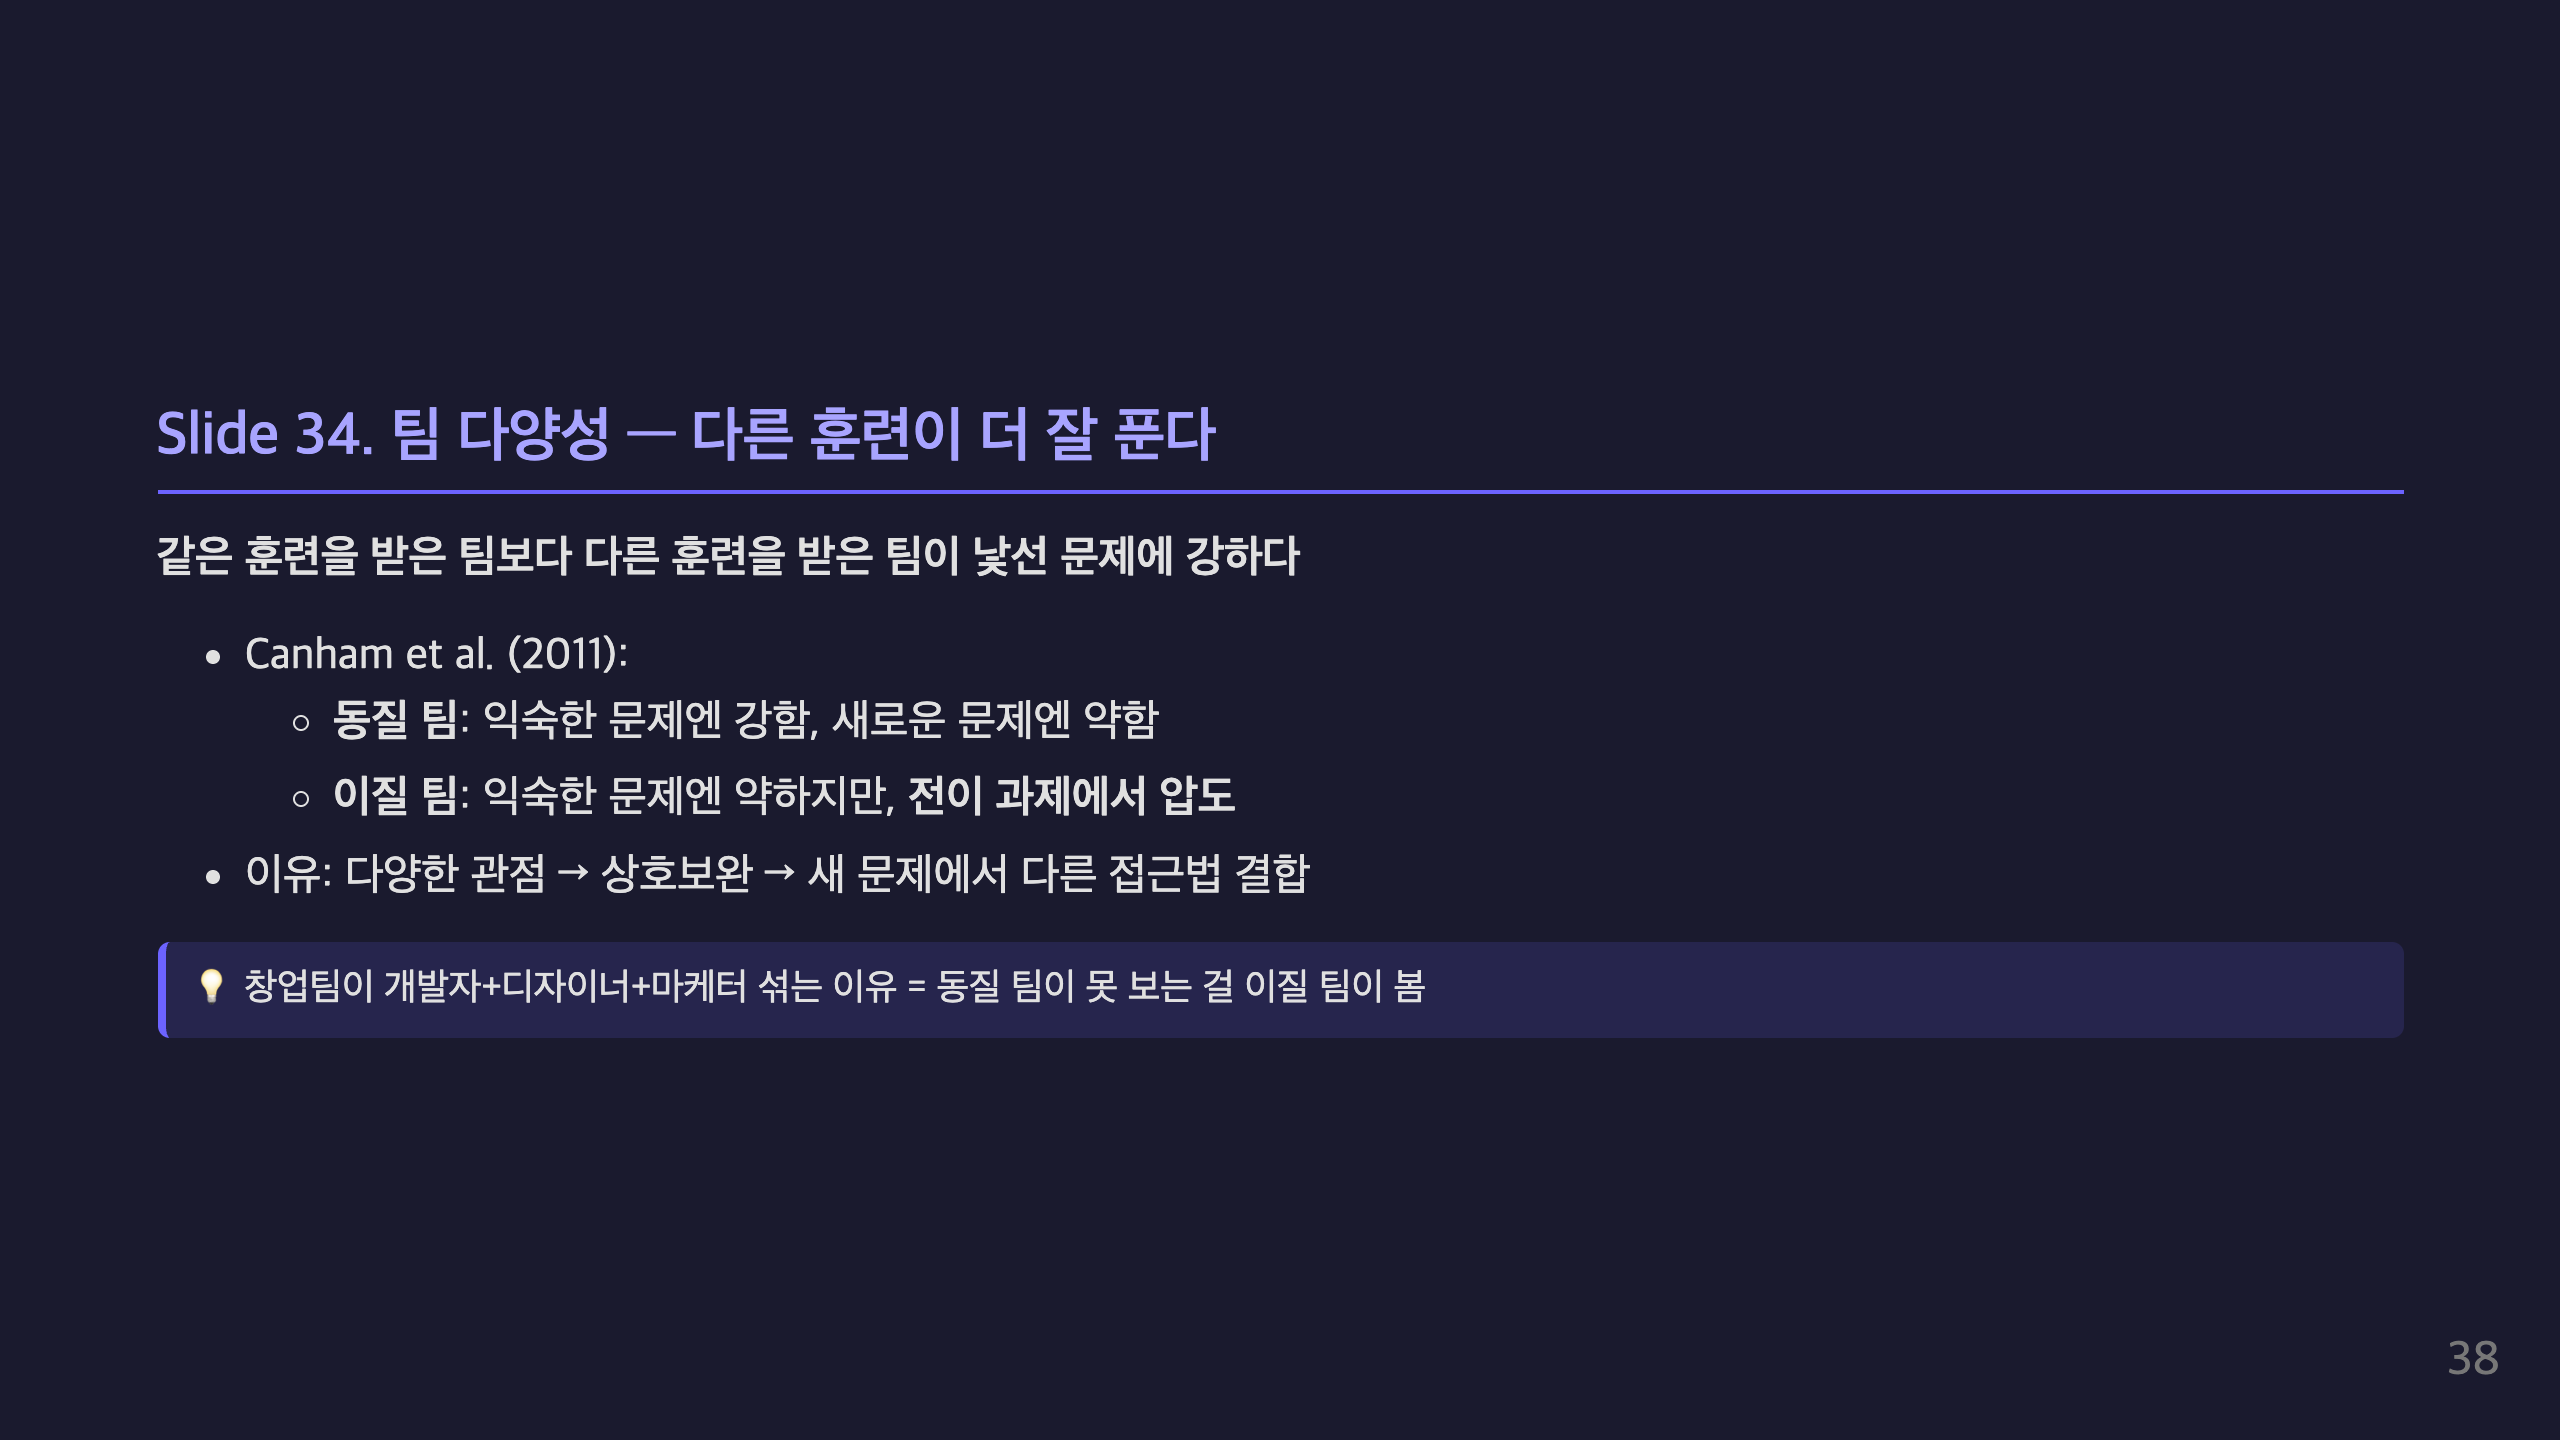 Slide 34. 팀 다양성 — 다른 훈련이 더 잘 푼다
같은 훈련을 받은 팀보다 다른 훈련을 받은 팀이 낯선 문제에 강하다
• Canham et al. (2011):
◦ 동질 팀: 익숙한 문제엔 강함, 새로운 문제엔 약함
◦ 이질 팀: 익숙한 문제엔 약하지만, 전이 과제에서 압도
• 이유: 다양한 관점 → 상호보완 → 새 문제에서 다른 접근법 결합
💡 창업팀이 개발자+디자이너+마케터 섞는 이유 = 동질 팀이 못 보는 걸 이질 팀이 봄
38